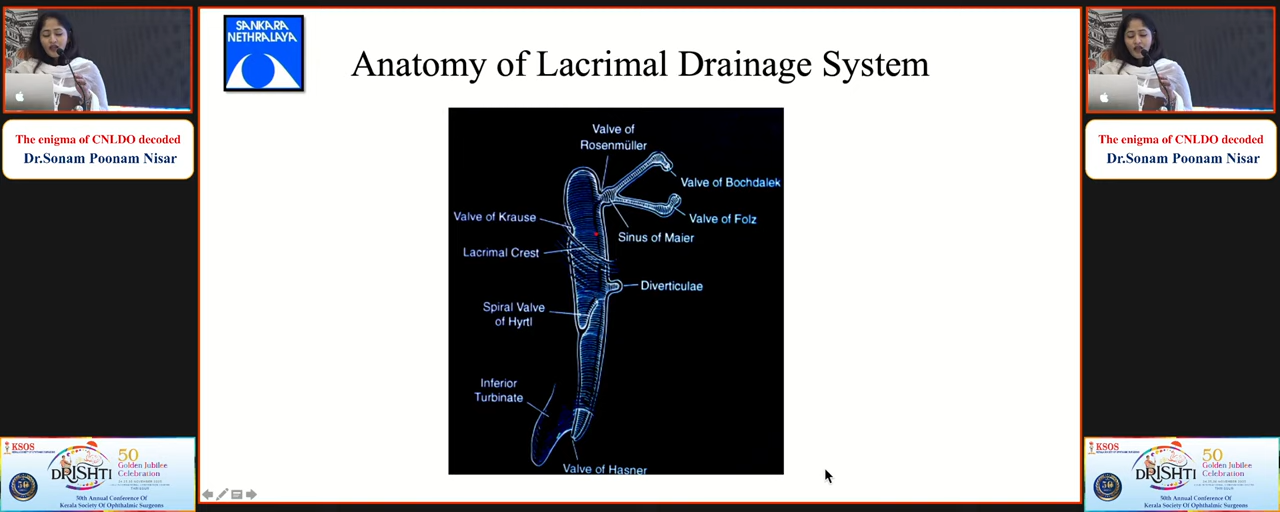 The enigma of CNLDO decoded
Dr.Sonam Poonam Nisar
KSOS
DRISHTI
50
Golden Jubilee
Celebration
50th Annual Conference Of
Kerala Society Of Ophthalmic Surgeons
SANKARA
NETHRALAYA
Anatomy of Lacrimal Drainage System
Valve of
Rosenmüller
Valve of Bochdalek
Valve of Folz
Valve of Krause
Sinus of Maier
Lacrimal Crest
Diverticulae
Spiral Valve
of Hyrtl
Inferior
Turbinate
Valve of Hasner
The enigma of CNLDO decoded
Dr.Sonam Poonam Nisar
KSOS
DRISHTI
50
Golden Jubilee
Celebration
50th Annual Conference Of
Kerala Society Of Ophthalmic Surgeons